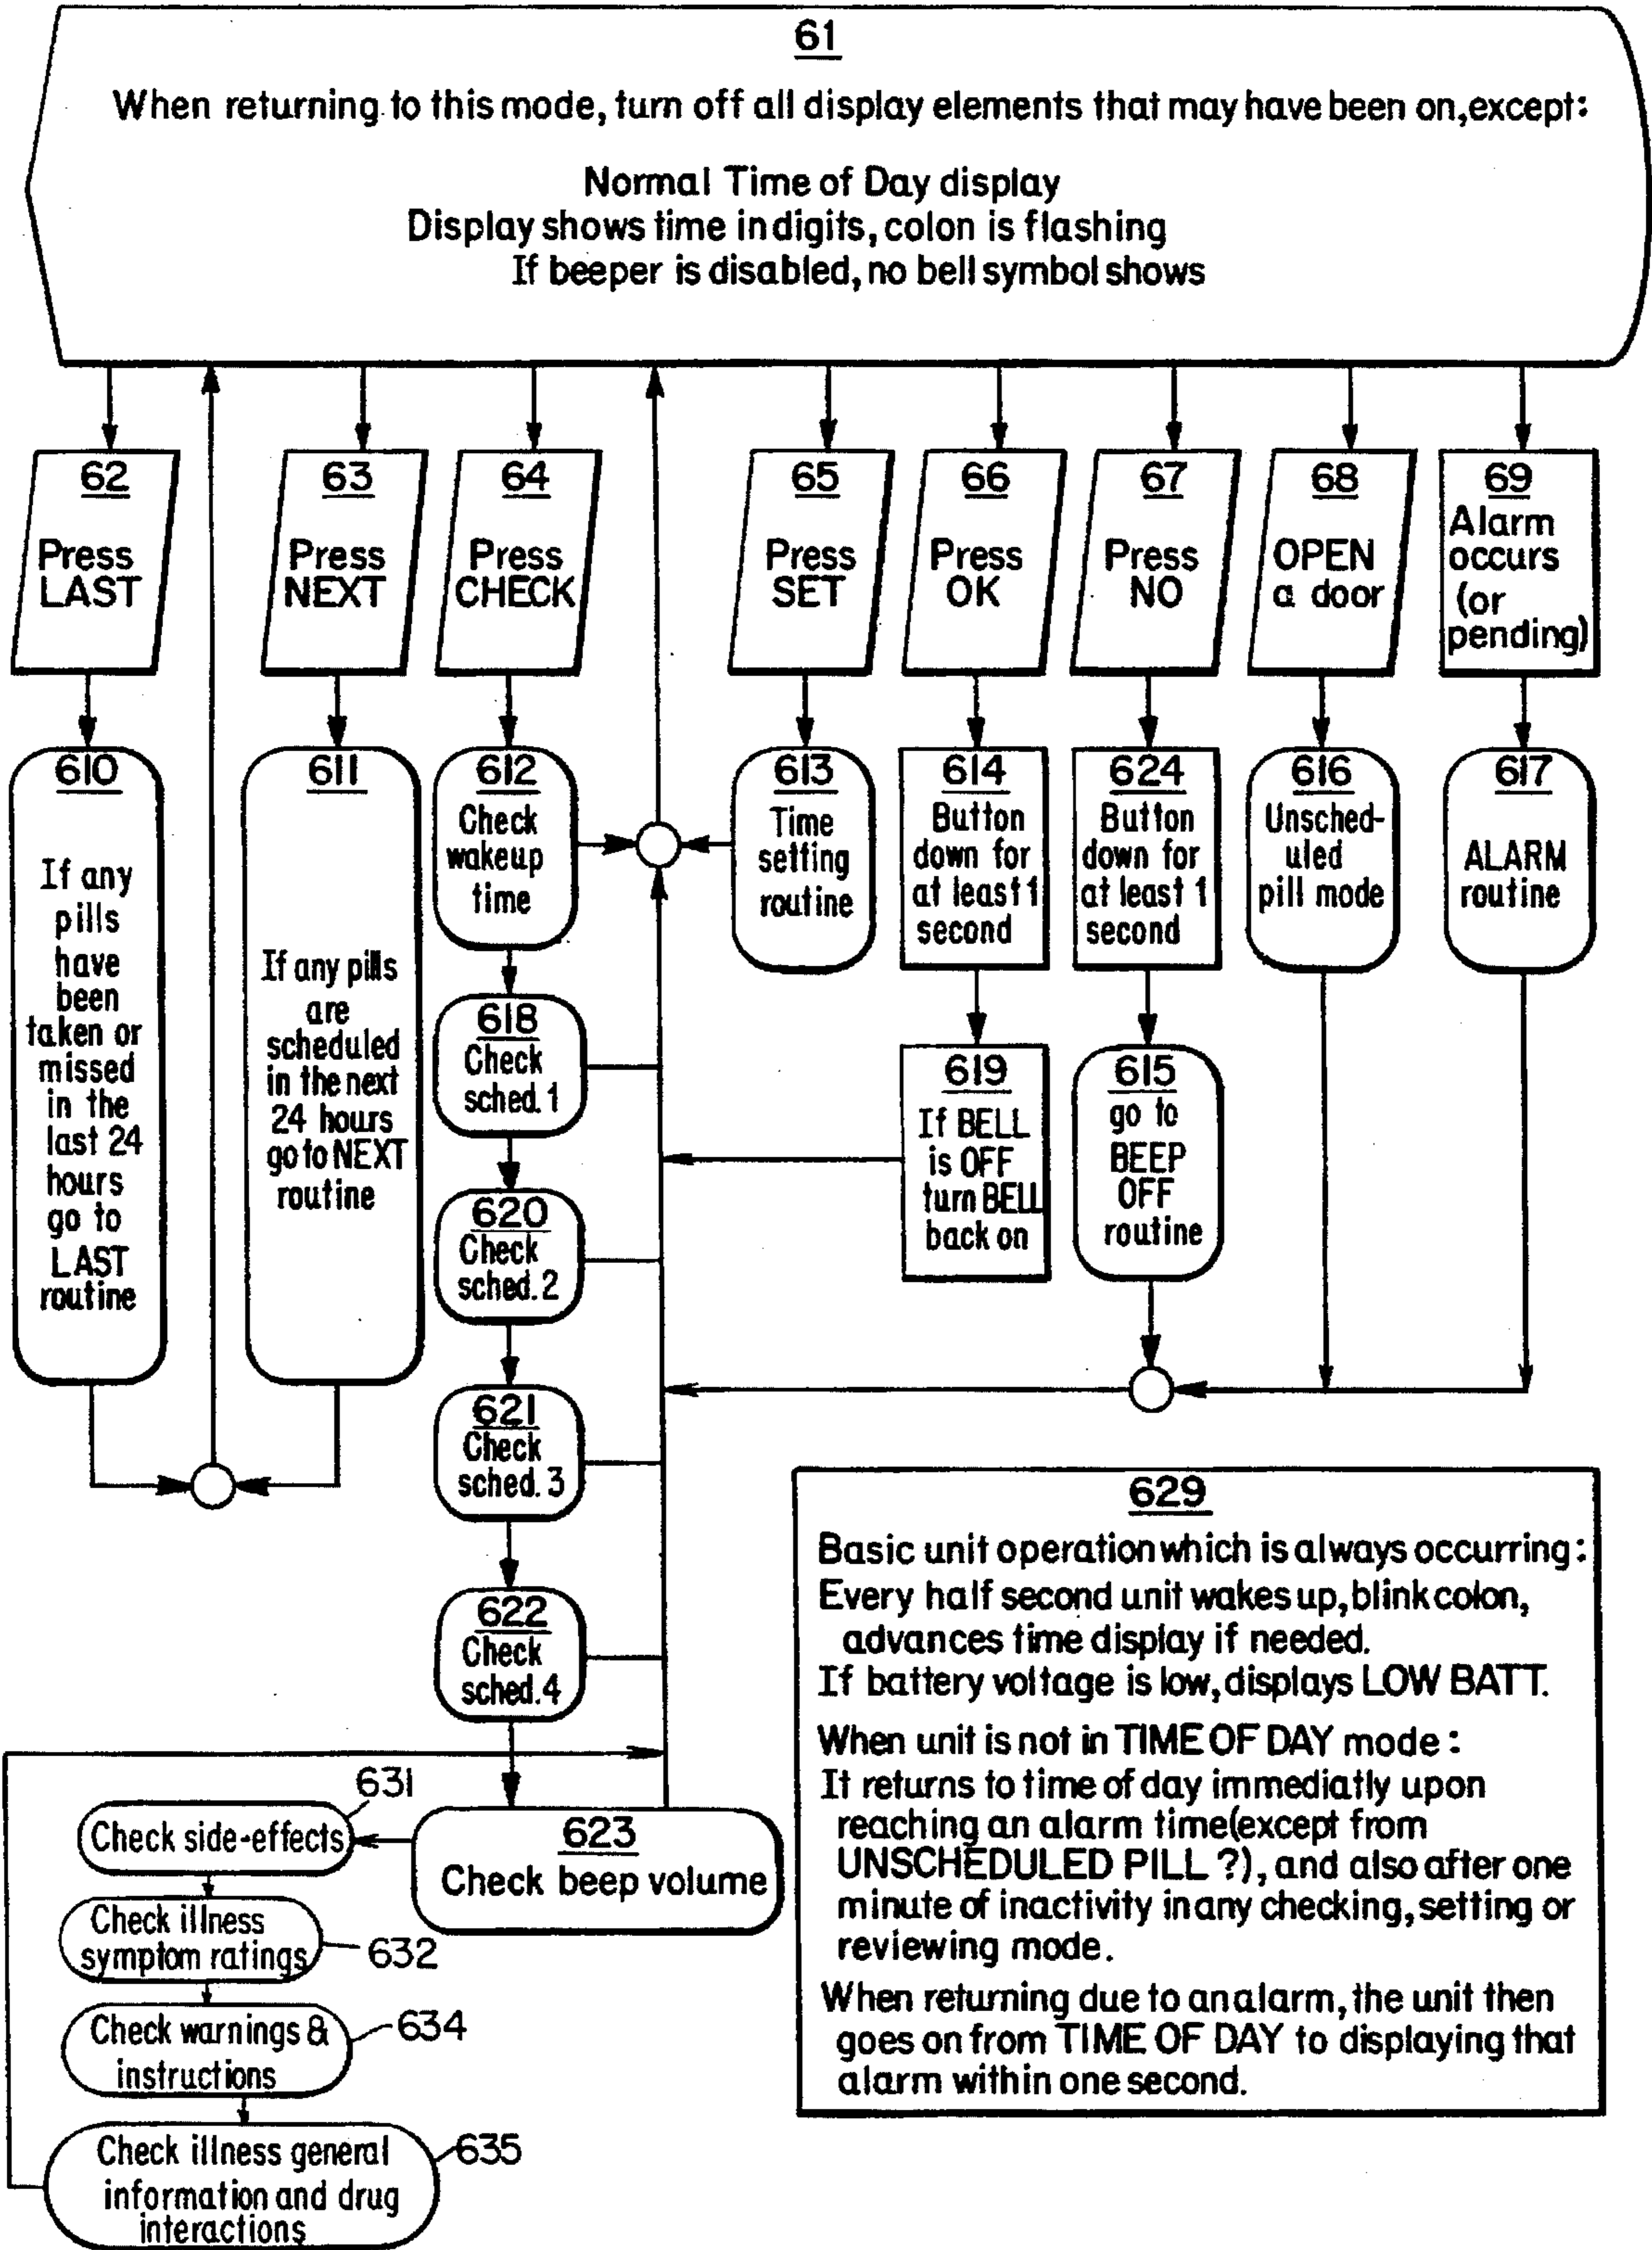 61
When returning to this mode, turn off all display elements that may have been on, except:
Normal Time of Day display
Display shows time in digits, colon is flashing
If beeper is disabled, no bell symbol shows
62
Press
LAST
63
Press
NEXT
64
Press
CHECK
65
Press
SET
66
Press
OK
67
Press
NO
68
OPEN
a door
69
Alarm
occurs
(or
pending)
610
If any
pills
have
been
taken or
missed
in the
last 24
hours
go to
LAST
routine
611
If any pills
are
scheduled
in the next
24 hours
go to NEXT
routine
612
Check
wakeup
time
613
Time
setting
routine
614
Button
down for
at least 1
second
624
Button
down for
at least 1
second
616
Unsched-
uled
pill mode
617
ALARM
routine
618
Check
sched. 1
619
If BELL
is OFF
turn BELL
back on
615
go to
BEEP
OFF
routine
620
Check
sched. 2
621
Check
sched. 3
622
Check
sched. 4
623
Check beep volume
631
Check side-effects
Check illness
symptom ratings
632
Check warnings &
instructions
634
Check illness general
information and drug
interactions
635
629
Basic unit operation which is always occurring:
Every half second unit wakes up, blink colon,
advances time display if needed.
If battery voltage is low, displays LOW BATT.
When unit is not in TIME OF DAY mode:
It returns to time of day immediatly upon
reaching an alarm time (except from
UNSCHEDULED PILL ?), and also after one
minute of inactivity in any checking, setting or
reviewing mode.
When returning due to an alarm, the unit then
goes on from TIME OF DAY to displaying that
alarm within one second.